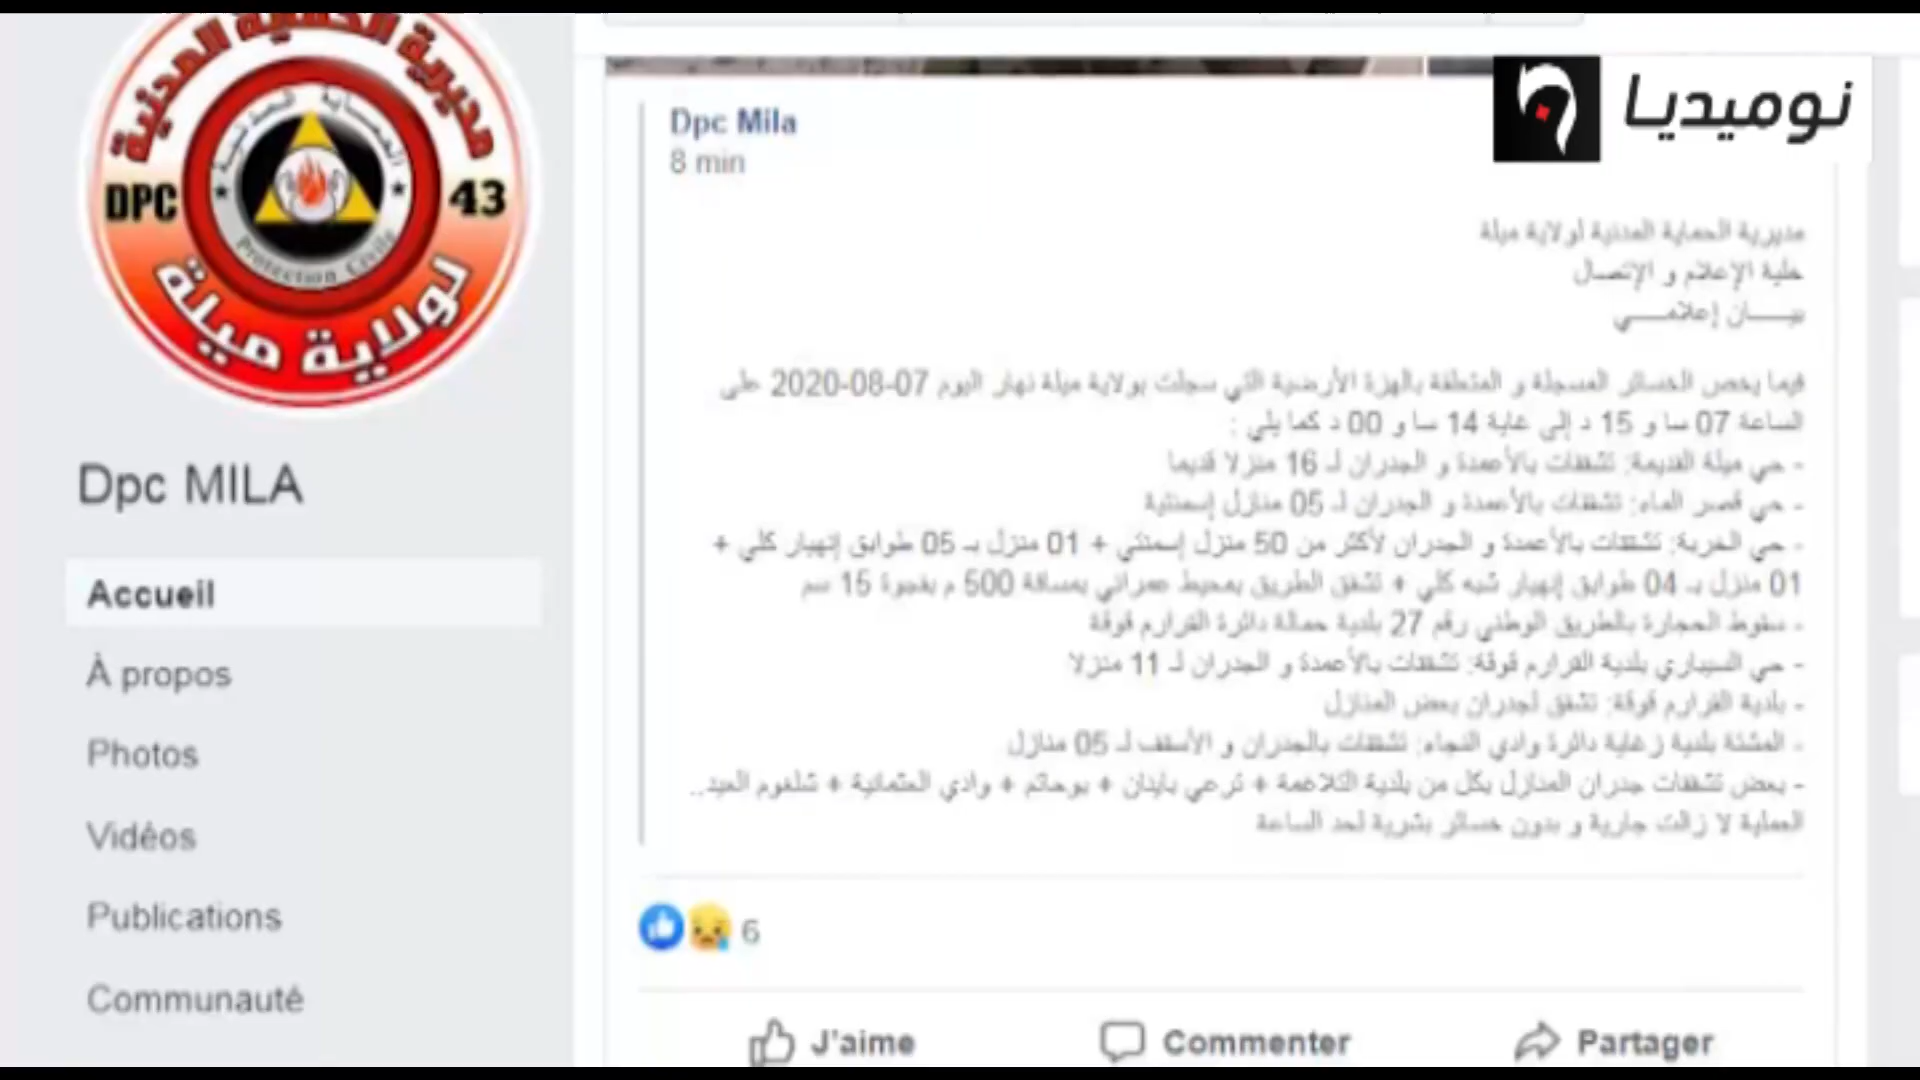 مديرية الحماية المدنية
الحماية المدنية
DPC
43
Protection Civile
لولاية ميلة
نوميديا
Dpc MILA
Accueil
À propos
Photos
Vidéos
Publications
Communauté
Dpc Mila
8 min
مديرية الحماية المدنية لولاية ميلة
خلية الإعلام و الإتصال
بيـــــان إعلامـــــي
فيما يخص الخسائر المسجلة و المتعلقة بالهزة الأرضية التي سجلت بولاية ميلة نهار اليوم 07-08-2020 على
الساعة 07 سا و 15 د إلى غاية 14 سا و 00 د كما يلي :
- حي ميلة القديمة: تشققات بالأعمدة و الجدران لـ 16 منزلا قديما
- حي قصر الماء: تشققات بالأعمدة و الجدران لـ 05 منازل إسمنتية
- حي الخربة: تشققات بالأعمدة و الجدران لأكثر من 50 منزل إسمنتي + 01 منزل بـ 05 طوابق إنهيار كلي +
01 منزل بـ 04 طوابق إنهيار شبه كلي + تشقق الطريق بمحيط عمراني بمسافة 500 م بفجوة 15 سم
- سقوط الحجارة بالطريق الوطني رقم 27 بلدية حمالة دائرة القرارم قوقة
- حي السيباري بلدية القرارم قوقة: تشققات بالأعمدة و الجدران لـ 11 منزلا
- بلدية القرارم قوقة: تشقق لجدران بعض المنازل
- المشتة بلدية زغاية دائرة وادي النجاء: تشققات بالجدران و الأسقف لـ 05 منازل
- بعض تشققات جدران المنازل بكل من بلدية التلاغمة + ترعي باينان + بوحاتم + وادي العثمانية + شلغوم العيد..
العملية لا زالت جارية و بدون خسائر بشرية لحد الساعة
6
J'aime
Commenter
Partager